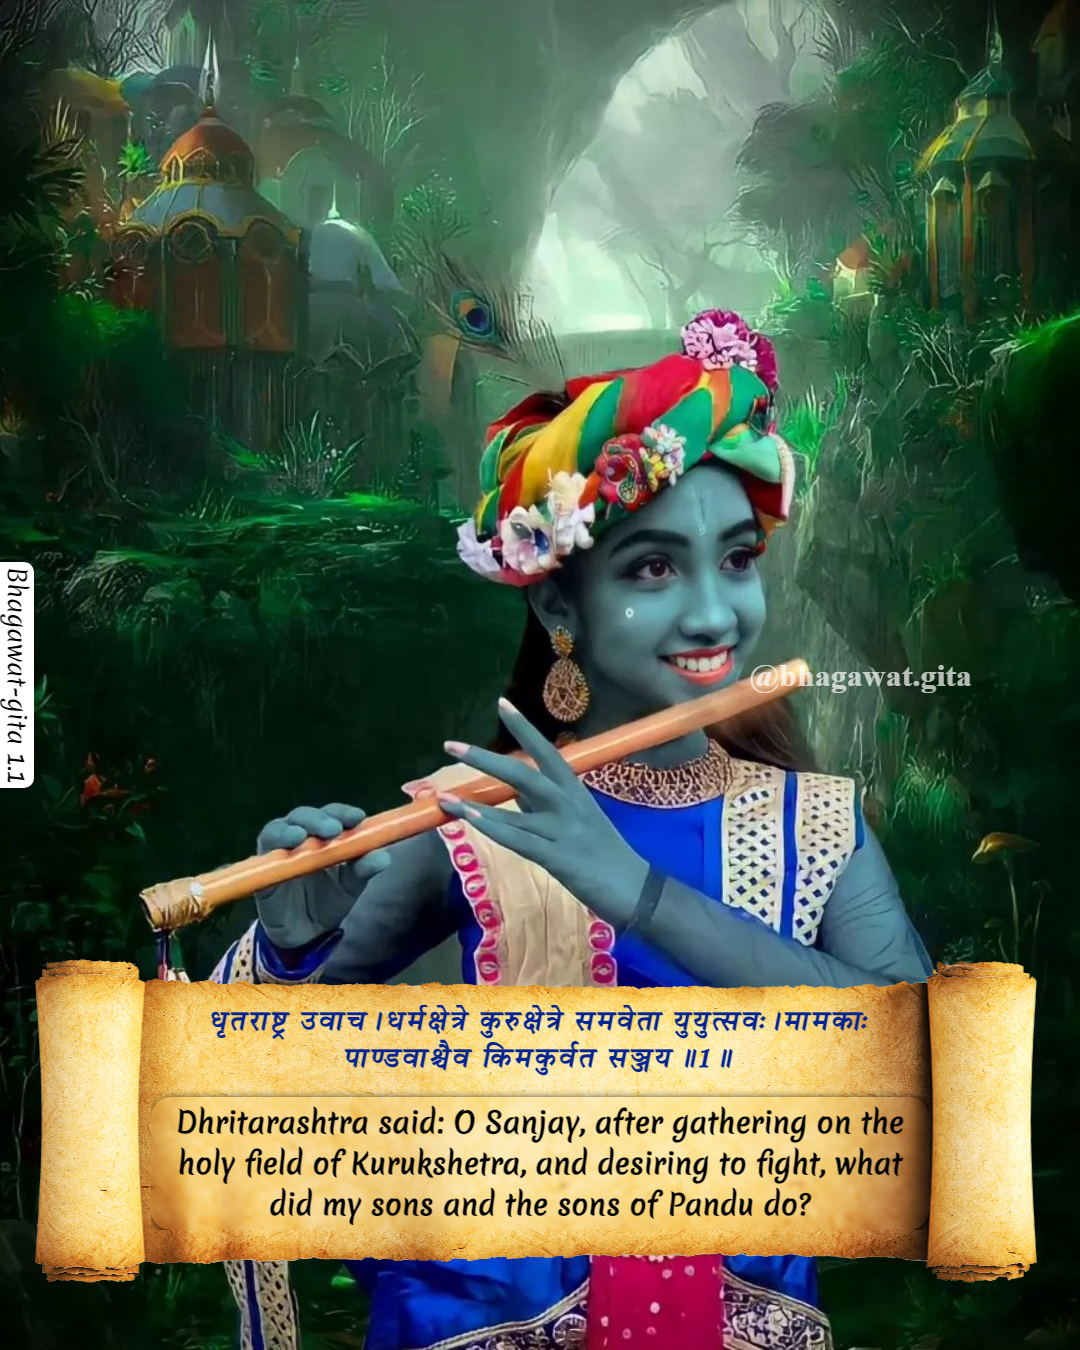 Bhagawat-gita 1.1
@bhagawat.gita
धृतराष्ट्र उवाच।धर्मक्षेत्रे कुरुक्षेत्रे समवेता युयुत्सवः।मामकाः
पाण्डवाश्चैव किमकुर्वत सञ्जय॥1॥
Dhritarashtra said: O Sanjay, after gathering on the
holy field of Kurukshetra, and desiring to fight, what
did my sons and the sons of Pandu do?